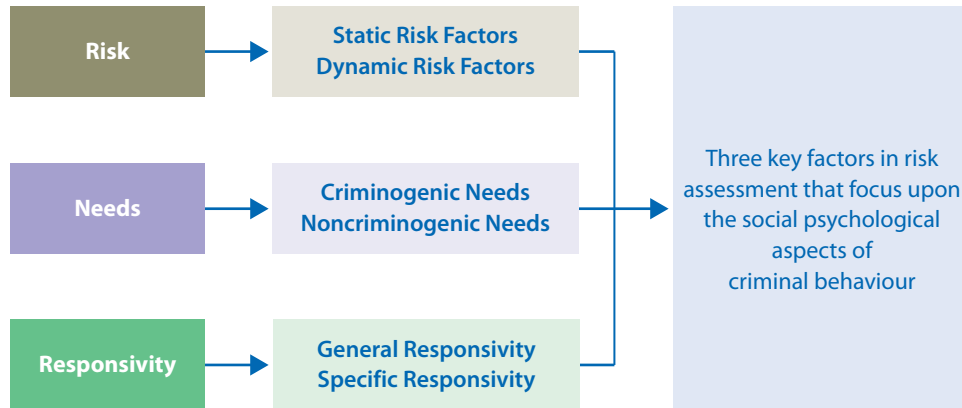 Risk
Static Risk Factors
Dynamic Risk Factors
Needs
Criminogenic Needs
Noncriminogenic Needs
Responsivity
General Responsivity
Specific Responsivity
Three key factors in risk
assessment that focus upon
the social psychological
aspects of
criminal behaviour